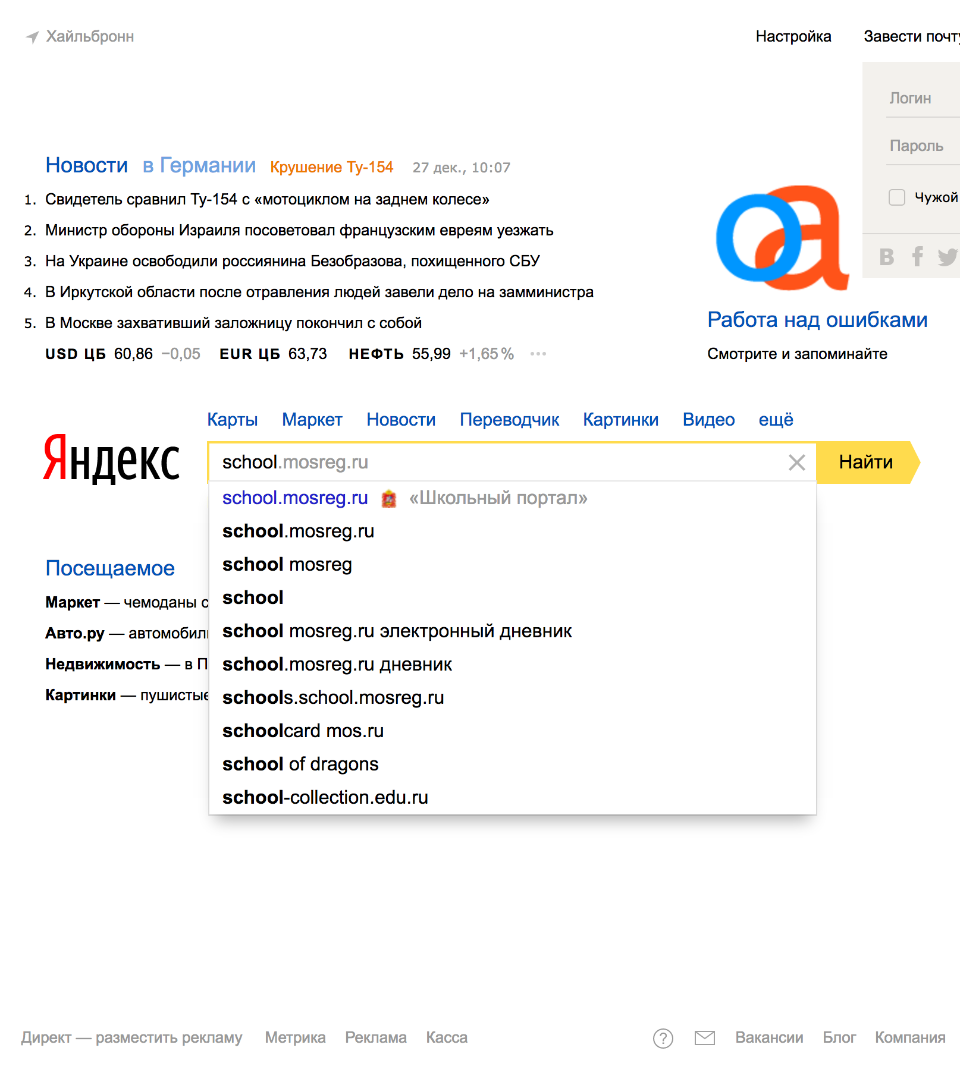 Хайльбронн
Настройка
Завести почту
Логин
Пароль
Чужой
Новости в Германии Крушение Ту-154 27 дек., 10:07
1. Свидетель сравнил Ту-154 с «мотоциклом на заднем колесе»
2. Министр обороны Израиля посоветовал французским евреям уезжать
3. На Украине освободили россиянина Безобразова, похищенного СБУ
4. В Иркутской области после отравления людей завели дело на замминистра
5. В Москве захвативший заложницу покончил с собой
USD ЦБ 60,86 −0,05 EUR ЦБ 63,73 НЕФТЬ 55,99 +1,65% •••
оа
Работа над ошибками
Смотрите и запоминайте
Карты Маркет Новости Переводчик Картинки Видео ещё
Яндекс
school.mosreg.ru
Найти
school.mosreg.ru «Школьный портал»
school.mosreg.ru
school mosreg
school
school mosreg.ru электронный дневник
school.mosreg.ru дневник
schools.school.mosreg.ru
schoolcard mos.ru
school of dragons
school-collection.edu.ru
Посещаемое
Маркет — чемоданы с
Авто.ру — автомобил
Недвижимость — в П
Картинки — пушистые
Директ — разместить рекламу Метрика Реклама Касса
? Вакансии Блог Компания